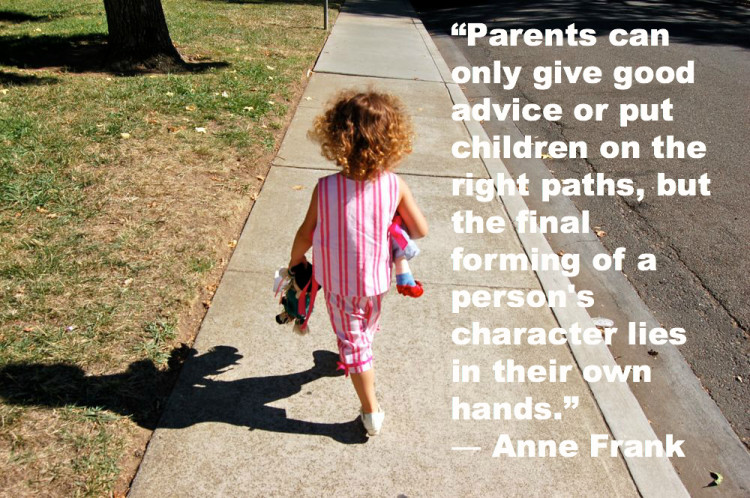 “Parents can
only give good
advice or put
children on the
right paths, but
the final
forming of a
person's
character lies
in their own
hands.”
— Anne Frank